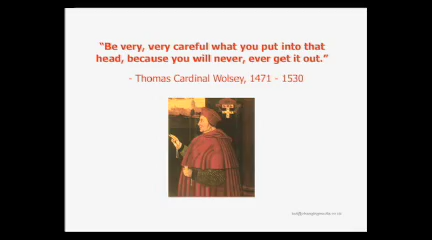 “Be very, very careful what you put into that
head, because you will never, ever get it out.”
- Thomas Cardinal Wolsey, 1471 - 1530